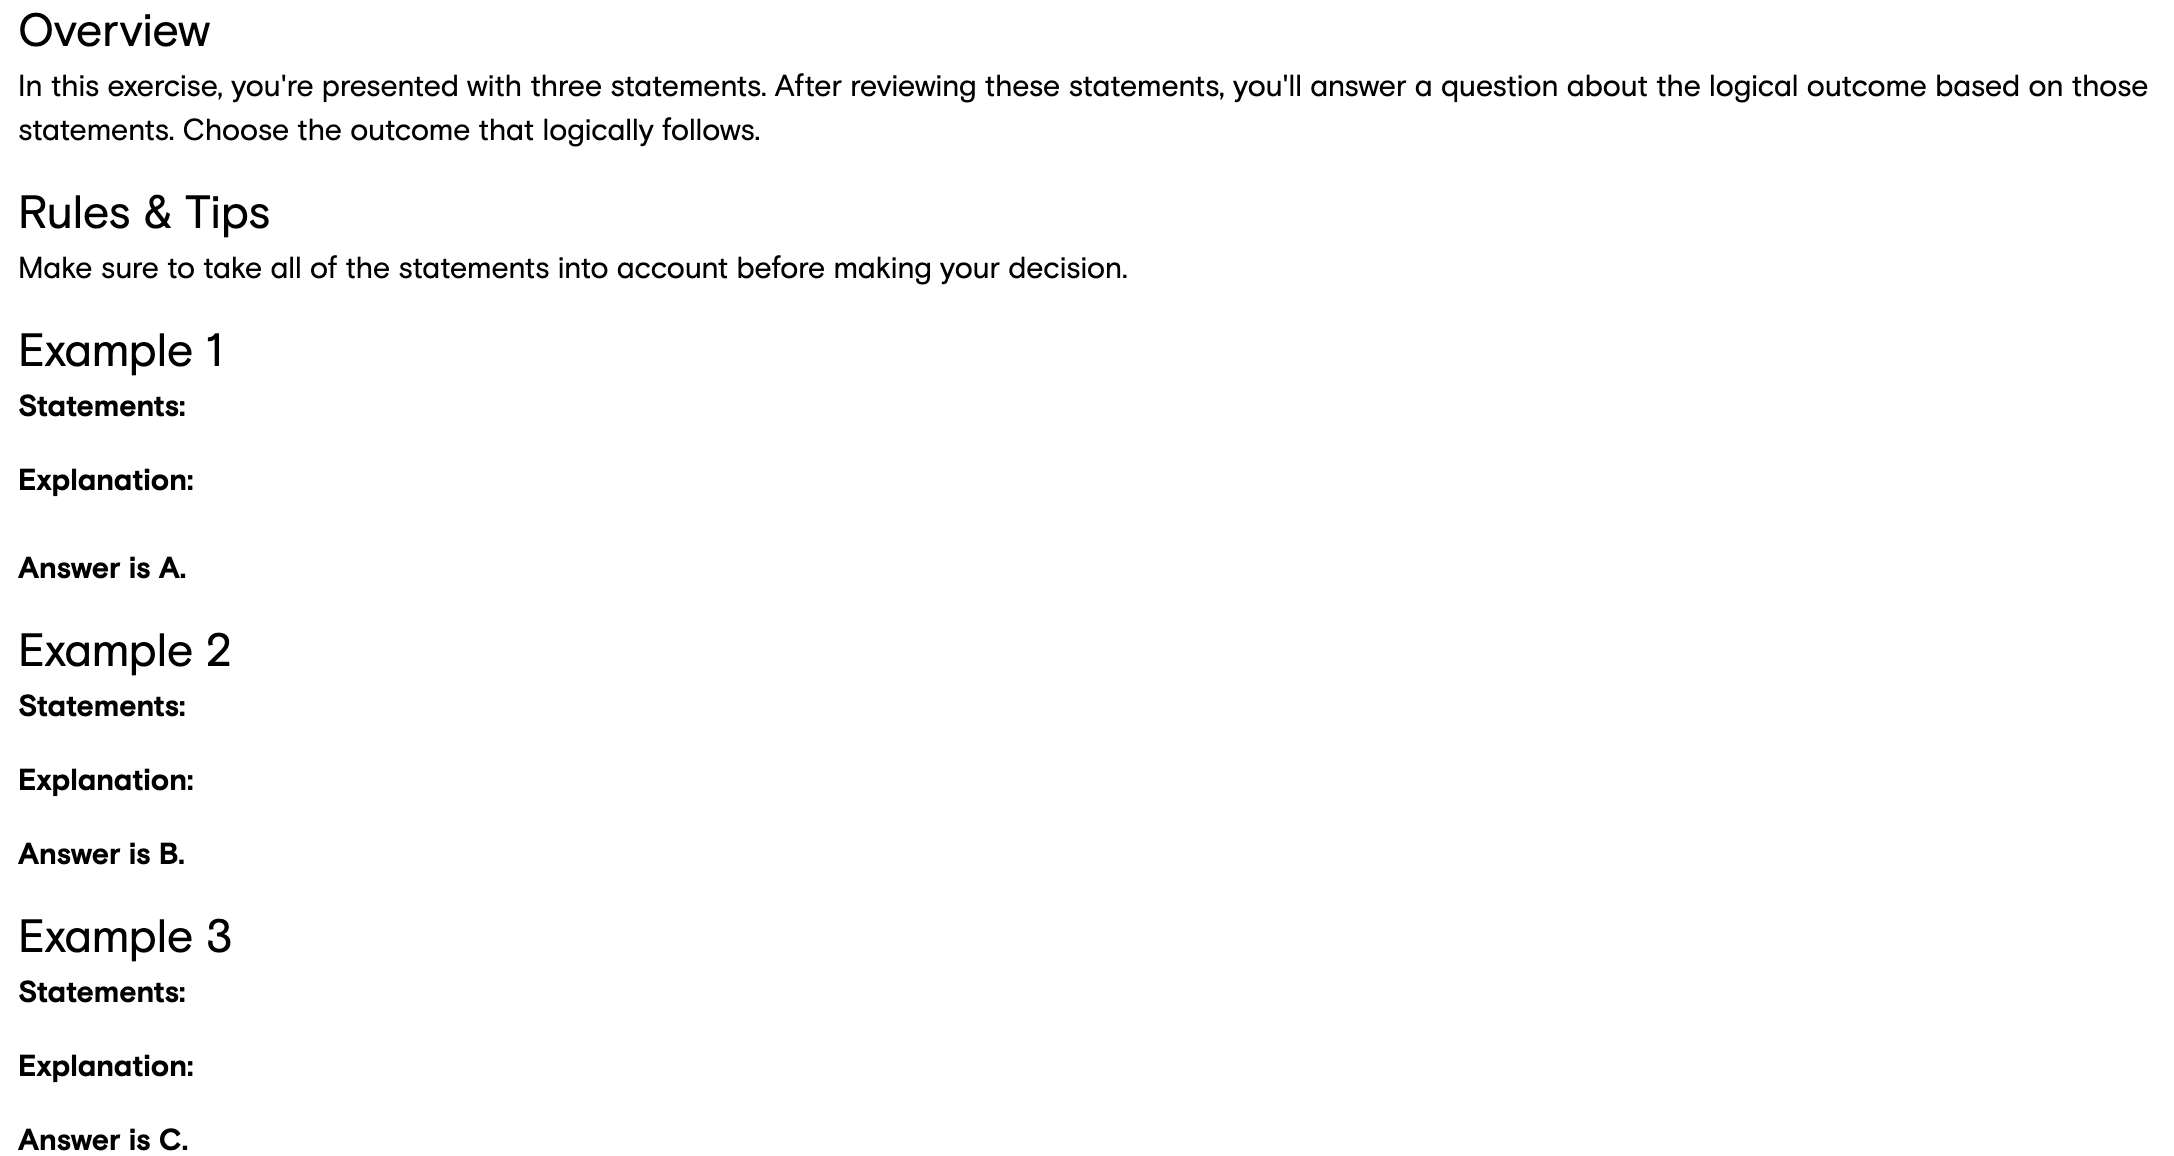 Overview
In this exercise, you're presented with three statements. After reviewing these statements, you'll answer a question about the logical outcome based on those
statements. Choose the outcome that logically follows.
Rules & Tips
Make sure to take all of the statements into account before making your decision.
Example 1
Statements:
Explanation:
Answer is A.
Example 2
Statements:
Explanation:
Answer is B.
Example 3
Statements:
Explanation:
Answer is C.